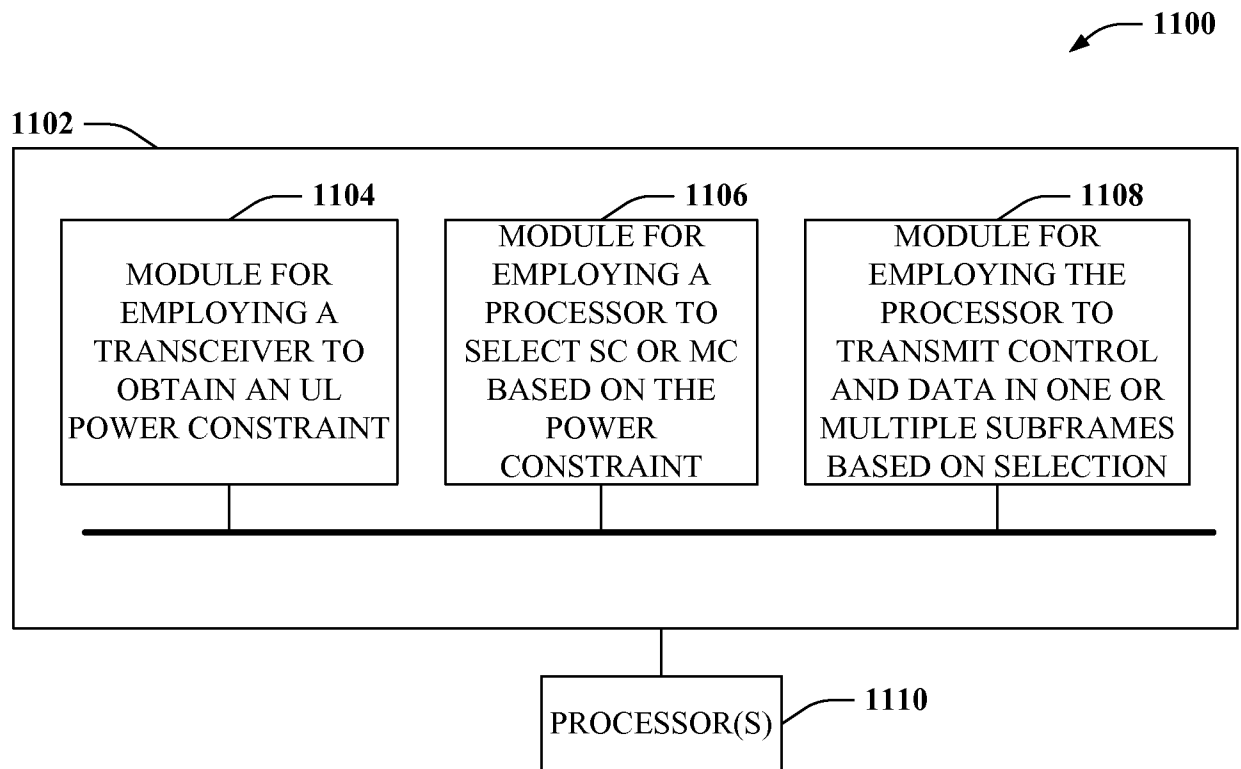 1100
1102
1104
MODULE FOR
EMPLOYING A
TRANSCEIVER TO
OBTAIN AN UL
POWER CONSTRAINT
1106
MODULE FOR
EMPLOYING A
PROCESSOR TO
SELECT SC OR MC
BASED ON THE
POWER
CONSTRAINT
1108
MODULE FOR
EMPLOYING THE
PROCESSOR TO
TRANSMIT CONTROL
AND DATA IN ONE OR
MULTIPLE SUBFRAMES
BASED ON SELECTION
PROCESSOR(S)
1110